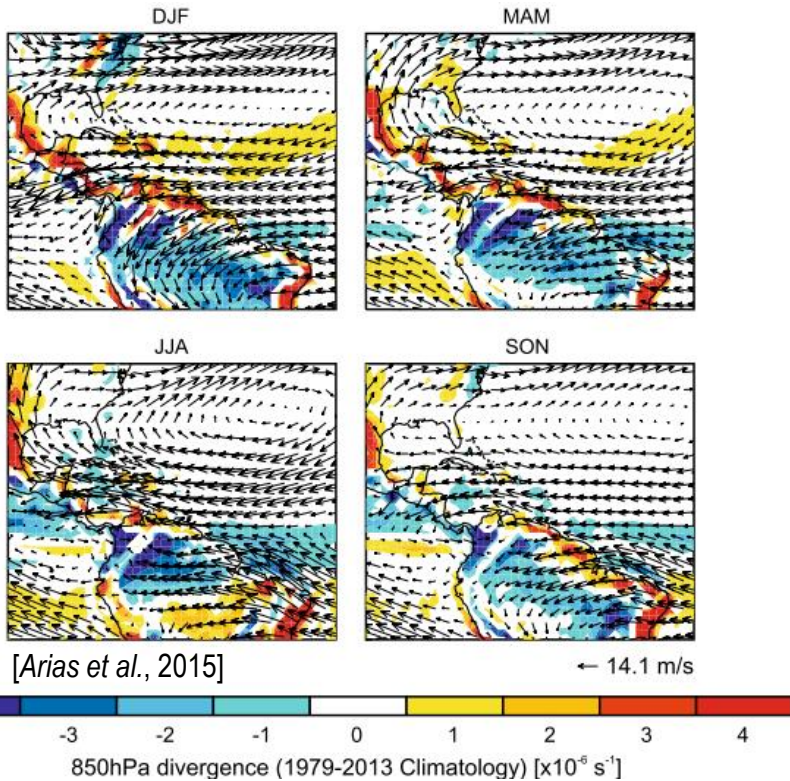 DJF
MAM
JJA
SON
[Arias et al., 2015]
← 14.1 m/s
-3 -2 -1 0 1 2 3 4
850hPa divergence (1979-2013 Climatology) [x10⁻⁶ s⁻¹]